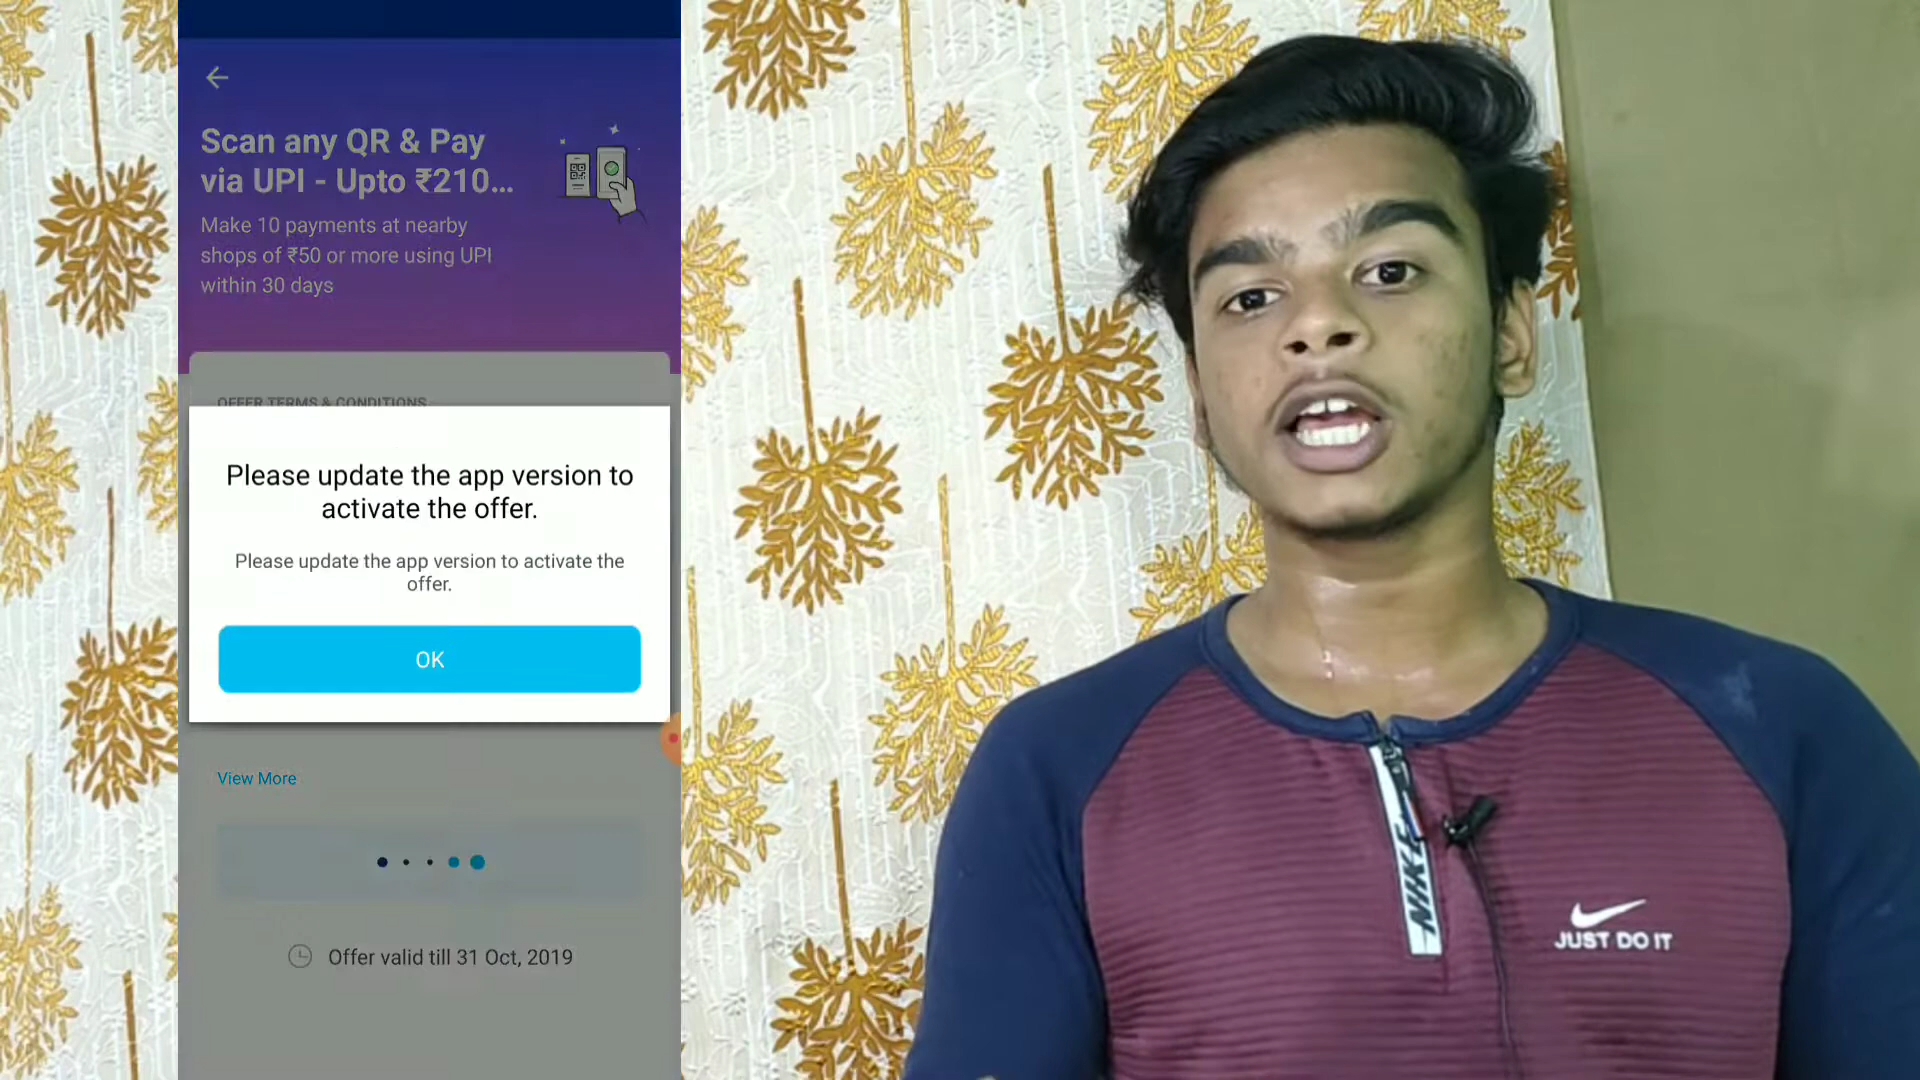 Scan any QR & Pay
via UPI - Upto ₹210...
Make 10 payments at nearby
shops of ₹50 or more using UPI
within 30 days
OFFER TERMS & CONDITIONS
Please update the app version to
activate the offer.
Please update the app version to activate the
offer.
OK
View More
Offer valid till 31 Oct, 2019
NIKE
JUST DO IT